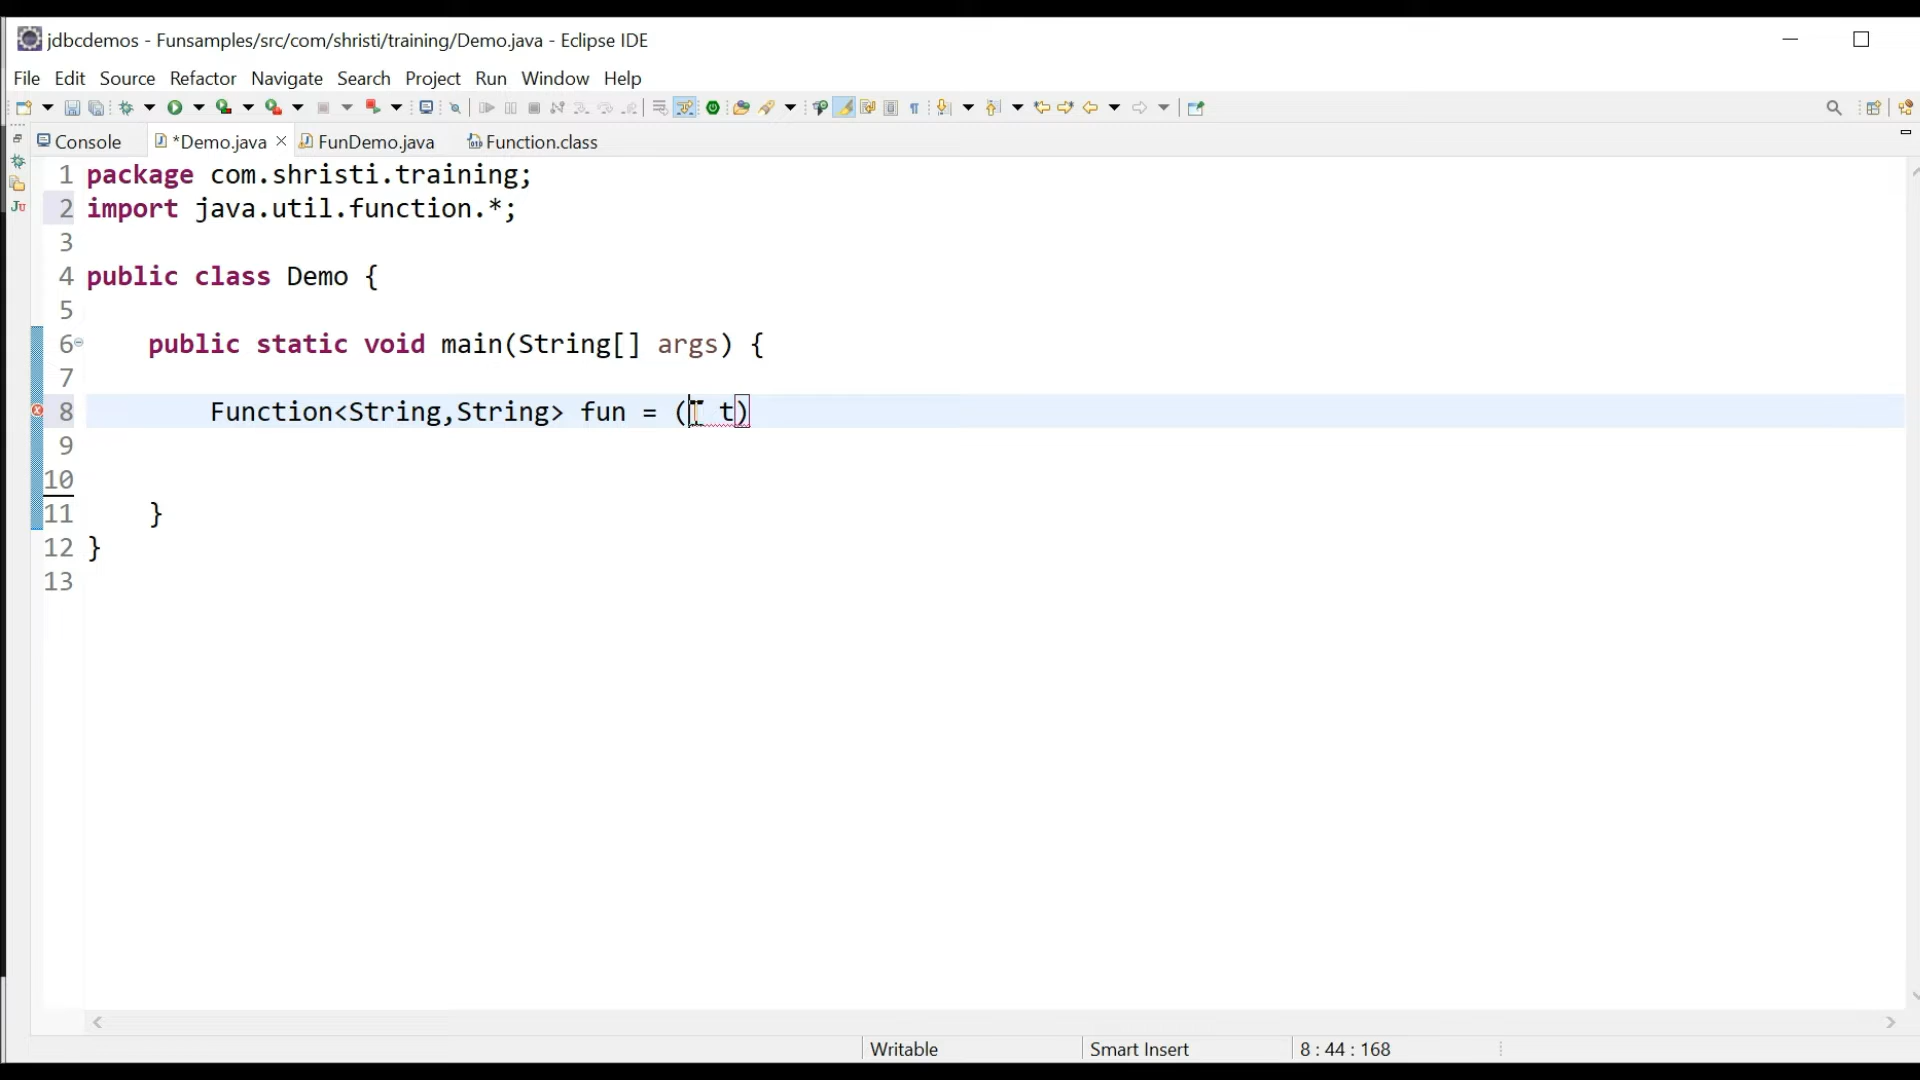 jdbcdemos - Funsamples/src/com/shristi/training/Demo.java - Eclipse IDE
File Edit Source Refactor Navigate Search Project Run Window Help
Console *Demo.java FunDemo.java Function.class
1 package com.shristi.training;
2 import java.util.function.*;
3
4 public class Demo {
5
6 public static void main(String[] args) {
7
8 Function<String,String> fun = ( t)
9
10
11 }
12 }
13
Writable Smart Insert 8 : 44 : 168